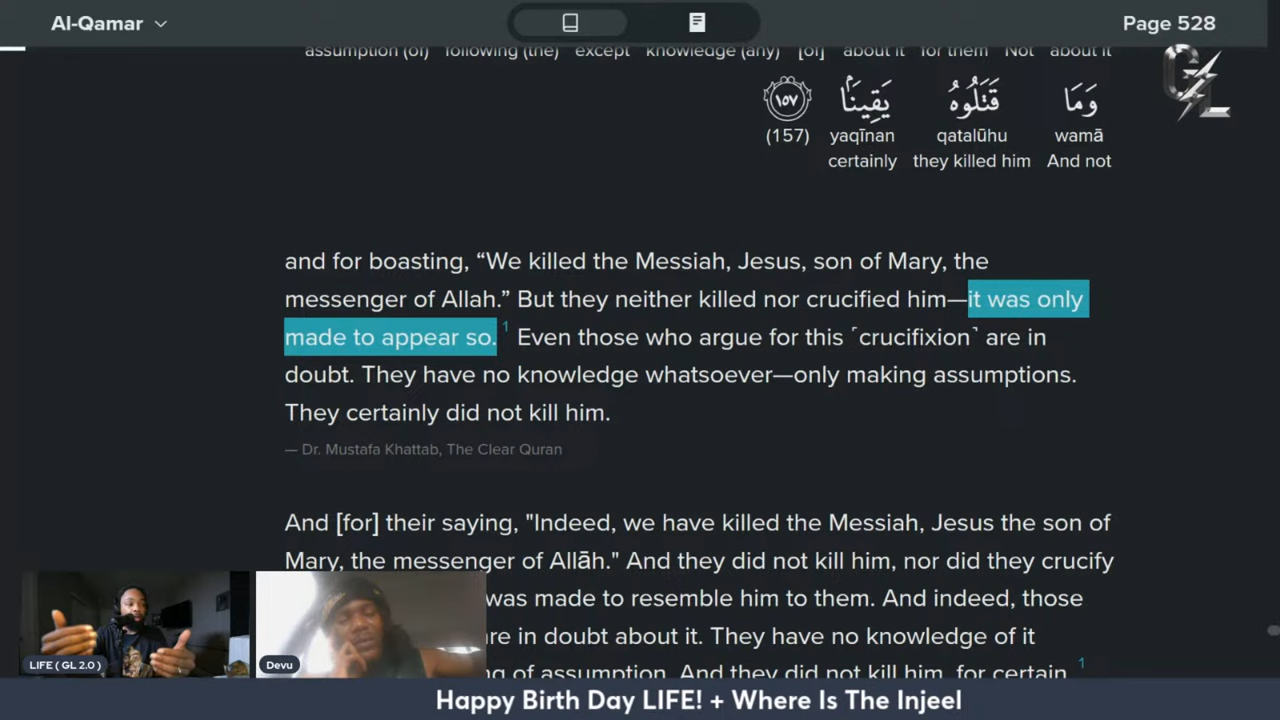 Al-Qamar
Page 528
assumption (of) following (the) except knowledge (any) [of] about it for them Not about it
وَمَا قَتَلُوهُ يَقِينًۢا ١٥٧
(157) yaqīnan qatalūhu wamā
certainly they killed him And not
and for boasting, “We killed the Messiah, Jesus, son of Mary, the
messenger of Allah.” But they neither killed nor crucified him—it was only
made to appear so. 1 Even those who argue for this ˹crucifixion˺ are in
doubt. They have no knowledge whatsoever—only making assumptions.
They certainly did not kill him.
— Dr. Mustafa Khattab, The Clear Quran
And [for] their saying, "Indeed, we have killed the Messiah, Jesus the son of
Mary, the messenger of Allāh." And they did not kill him, nor did they crucify
was made to resemble him to them. And indeed, those
are in doubt about it. They have no knowledge of it
of assumption. And they did not kill him, for certain. 1
LIFE ( GL 2.0 )
Devu
Happy Birth Day LIFE! + Where Is The Injeel
GL